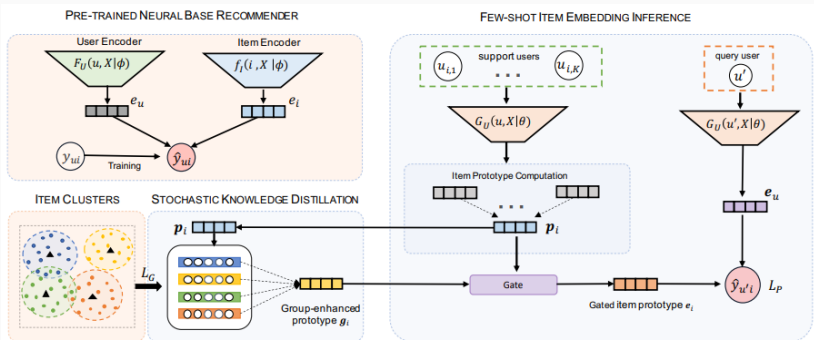 PRE-TRAINED NEURAL BASE RECOMMENDER
User Encoder
Item Encoder
F_U(u, X|ϕ)
f_I(i, X|ϕ)
e_u
e_i
y_ui
Training
ŷ_ui
ITEM CLUSTERS
L_G
STOCHASTIC KNOWLEDGE DISTILLATION
p_i
Group-enhanced
prototype g_i
FEW-SHOT ITEM EMBEDDING INFERENCE
support users
u_i,1
...
u_i,K
query user
u'
G_U(u, X|θ)
G_U(u', X|θ)
Item Prototype Computation
...
p_i
e_u
Gate
Gated item prototype e_i
ŷ_u'i
L_P